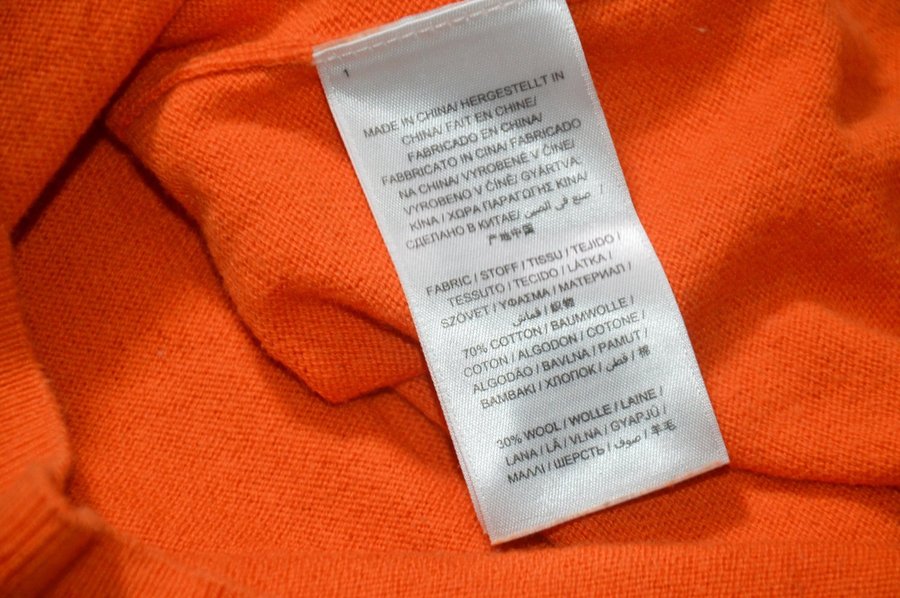 1
MADE IN CHINA/ HERGESTELLT IN
CHINA/ FAIT EN CHINE/
FABRICADO EN CHINA/
FABBRICATO IN CINA/ FABRICADO
NA CHINA/ VYROBENÉ V ČÍNE/
VYROBENO V ČÍNĚ/ GYÁRTVA:
KÍNA / ΧΩΡΑ ΠΑΡΑΓΩΓΗΣ ΚΙΝΑ/
СДЕЛАНО В КИТАЕ/ صنع في الصين /
产地中国
FABRIC / STOFF / TISSU / TEJIDO /
TESSUTO / TECIDO / LÁTKA /
SZÖVET / ΥΦΑΣΜΑ / МАТЕРИАЛ /
قماش / 織物
70% COTTON / BAUMWOLLE /
COTON / ALGODON / COTONE /
ALGODÃO / BAVLNA / PAMUT /
ΒΑΜΒΑΚΙ / ХЛОПОК / قطن / 棉
30% WOOL / WOLLE / LAINE /
LANA / LÃ / VLNA / GYAPJÚ /
ΜΑΛΛΙ / ШЕРСТЬ / صوف / 羊毛